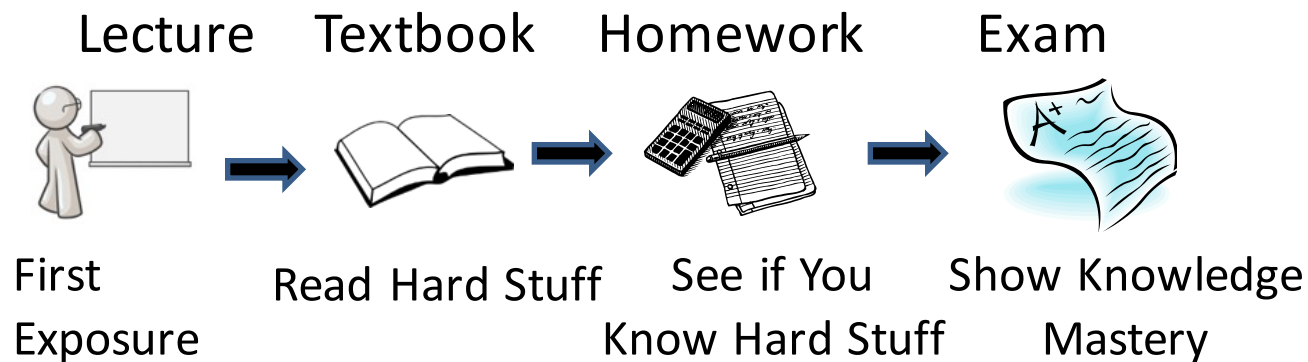 Lecture Textbook Homework Exam
A+
First Exposure
Read Hard Stuff
See if You
Know Hard Stuff
Show Knowledge
Mastery